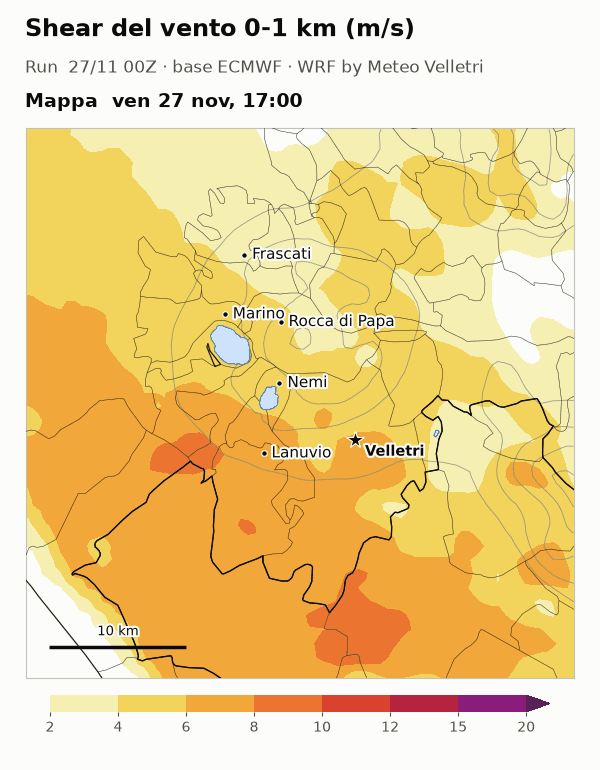 Shear del vento 0-1 km (m/s)
Run  27/11 00Z · base ECMWF · WRF by Meteo Velletri
Mappa  ven 27 nov, 17:00
Frascati
Marino
Rocca di Papa
Nemi
Velletri
Lanuvio
10 km
2 4 6 8 10 12 15 20